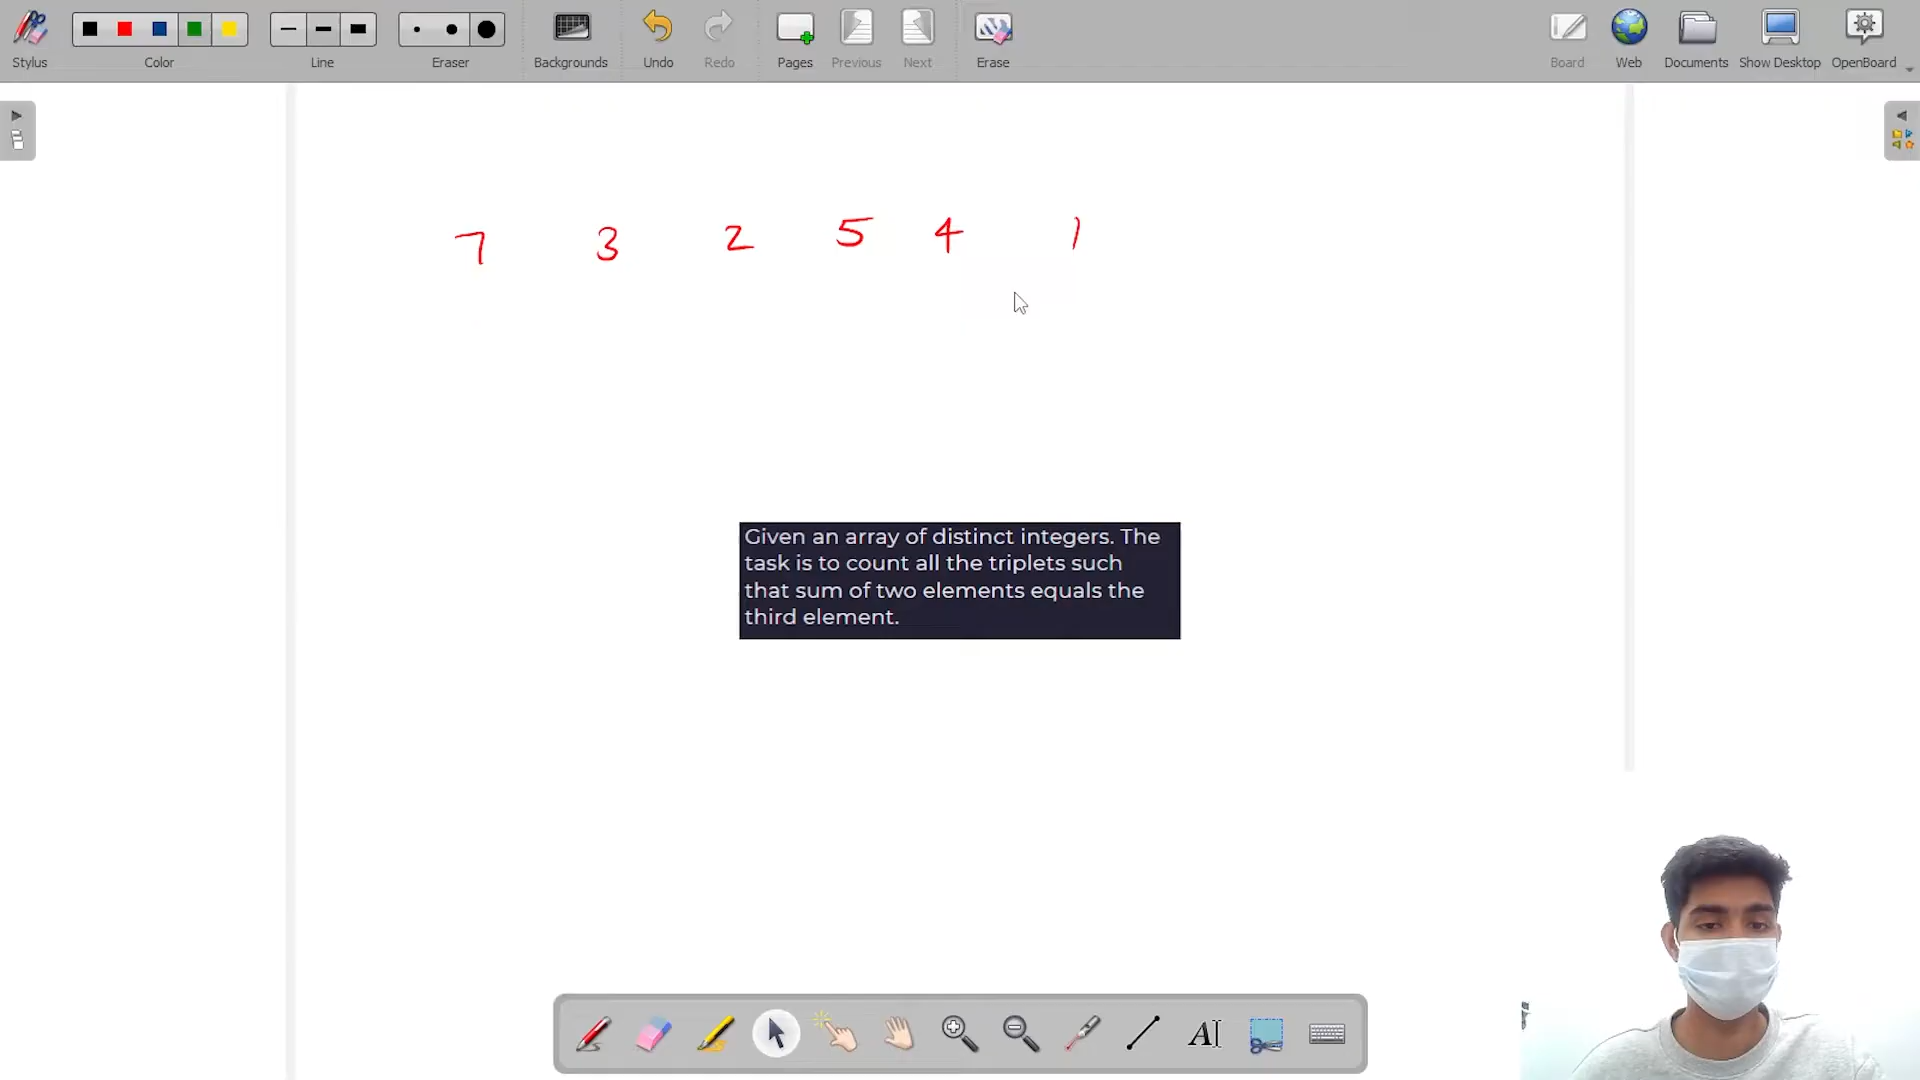 Stylus Color Line Eraser Backgrounds Undo Redo Pages Previous Next Erase Board Web Documents Show Desktop OpenBoard
7 3 2 5 4 1
Given an array of distinct integers. The
task is to count all the triplets such
that sum of two elements equals the
third element.
AI